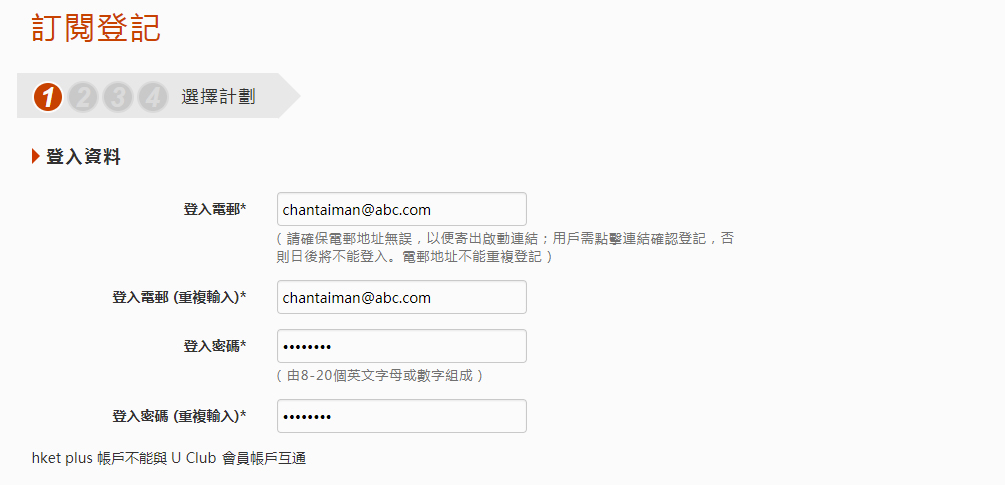 訂閱登記
1 2 3 4 選擇計劃
登入資料
登入電郵* chantaiman@abc.com
( 請確保電郵地址無誤，以便寄出啟動連結；用戶需點擊連結確認登記，否
則日後將不能登入。電郵地址不能重複登記 )
登入電郵 (重複輸入)* chantaiman@abc.com
登入密碼* ••••••••
( 由8-20個英文字母或數字組成 )
登入密碼 (重複輸入)* ••••••••
hket plus 帳戶不能與 U Club 會員帳戶互通